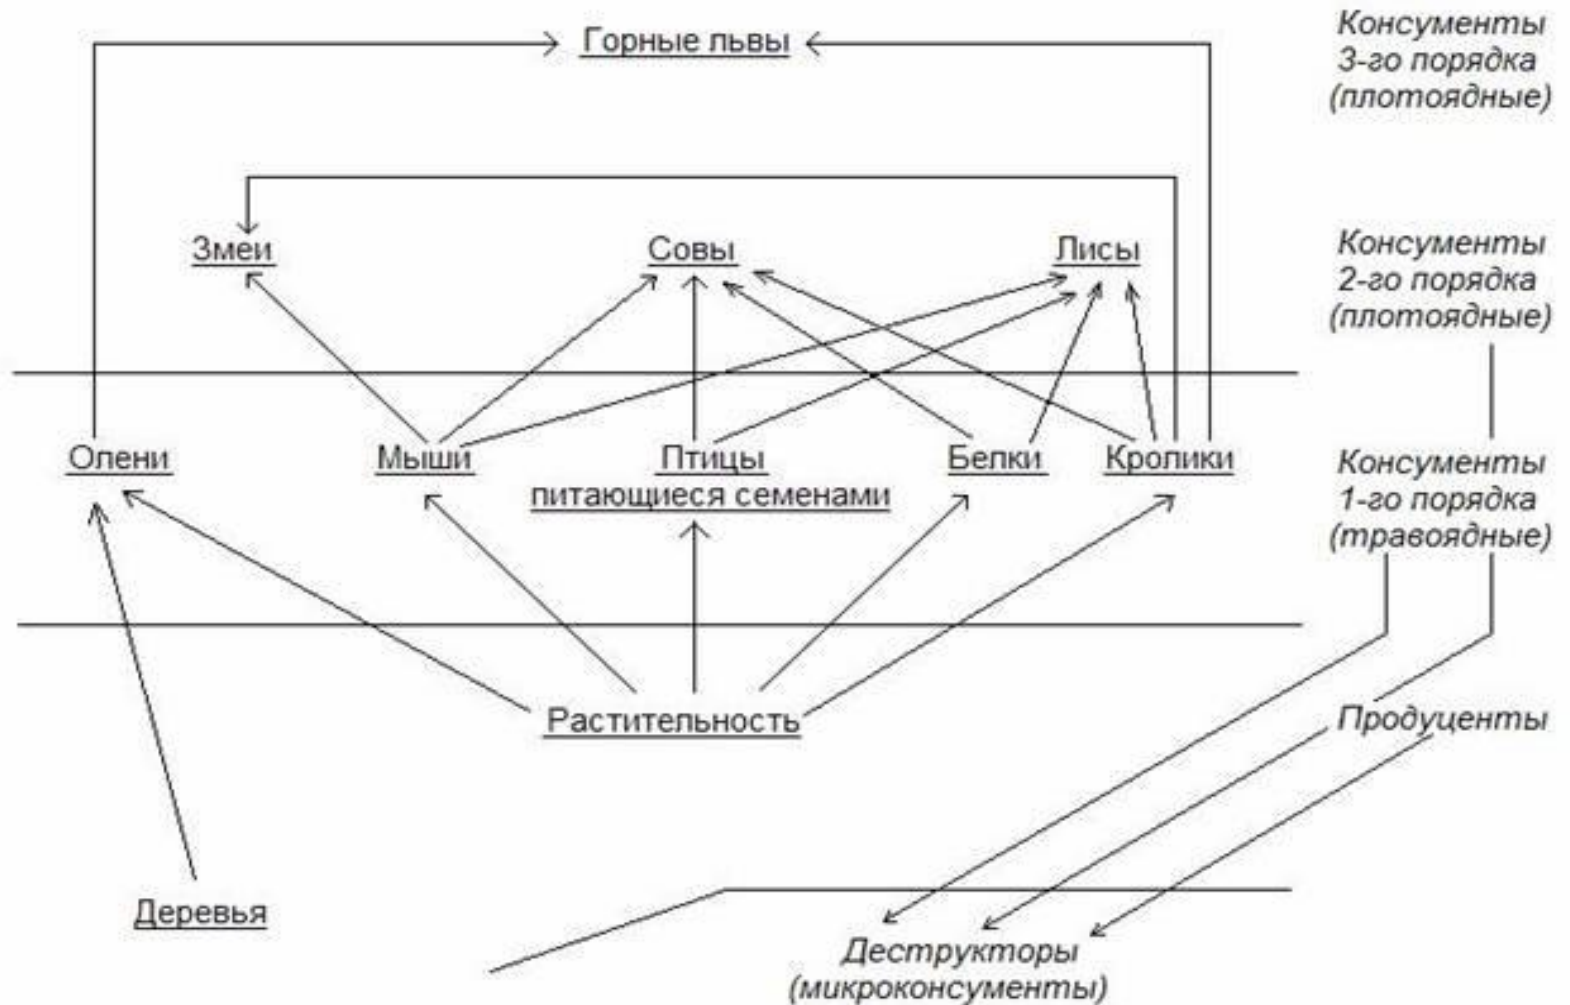 Горные львы
Консументы
3-го порядка
(плотоядные)
Змеи
Совы
Лисы
Консументы
2-го порядка
(плотоядные)
Олени
Мыши
Птицы
питающиеся семенами
Белки
Кролики
Консументы
1-го порядка
(травоядные)
Растительность
Продуценты
Деревья
Деструкторы
(микроконсументы)